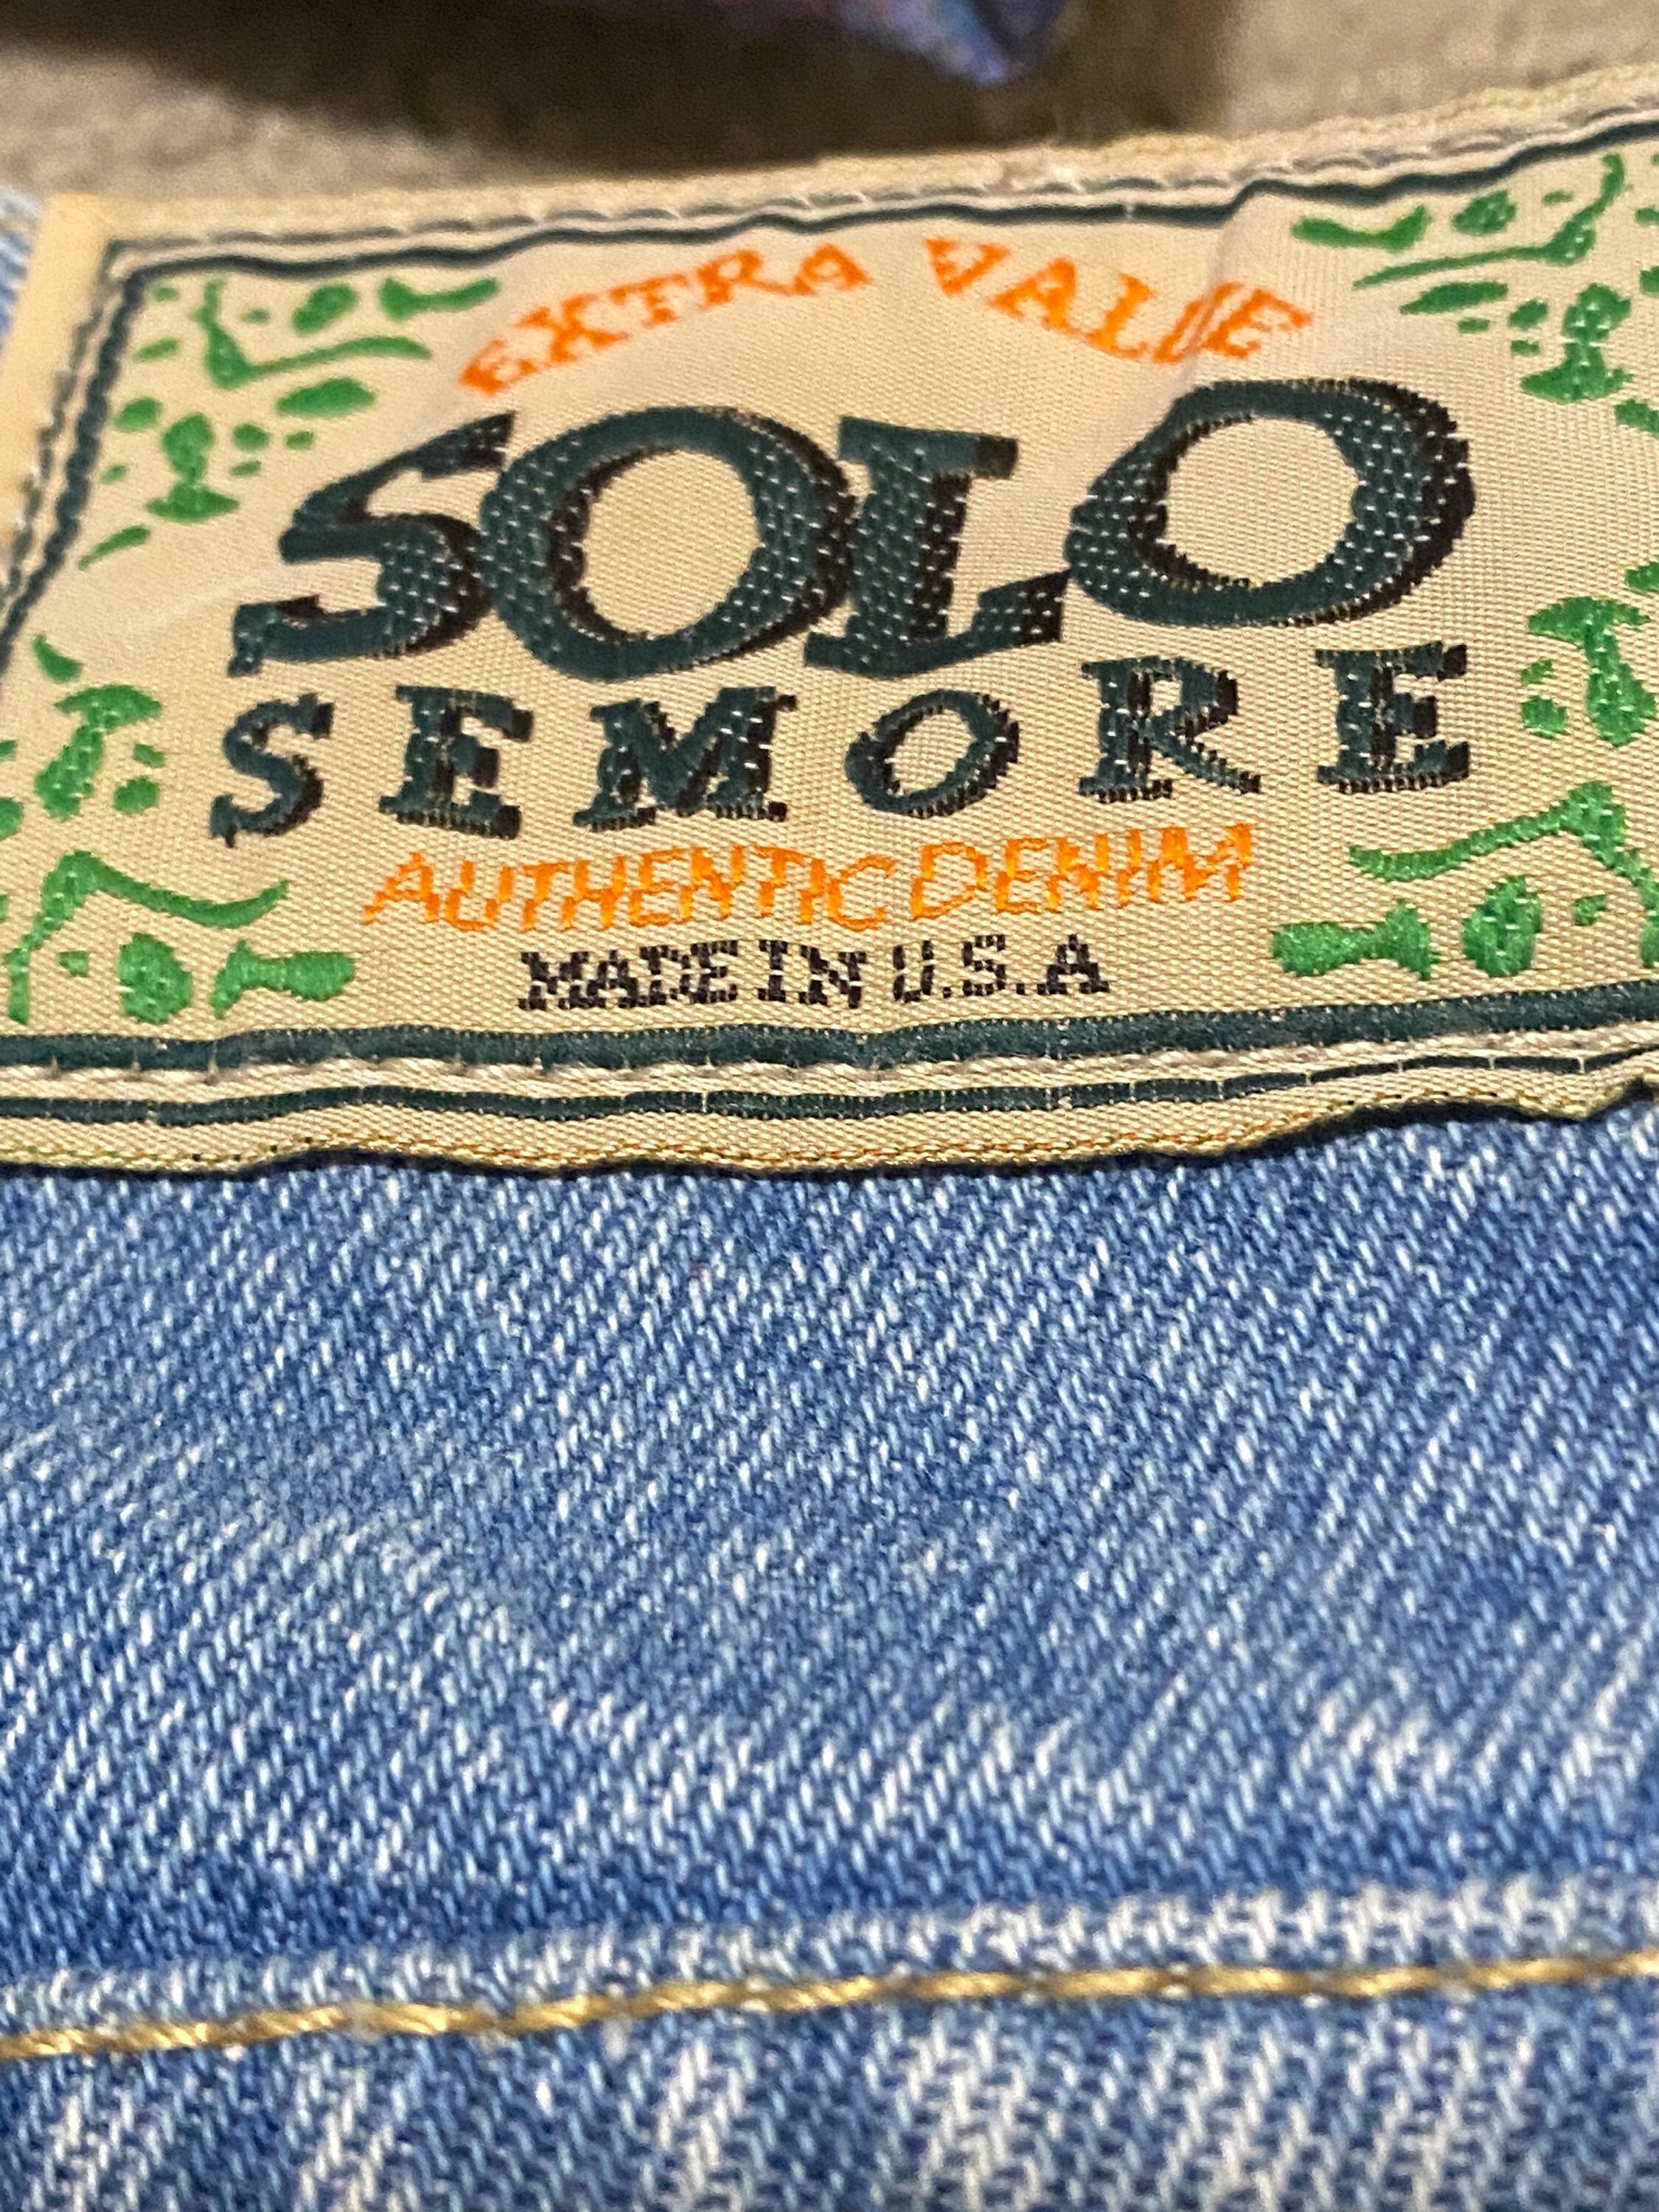 EXTRA VALUE
SOLO
SEMORE
AUTHENTIC DENIM
MADE IN U.S.A